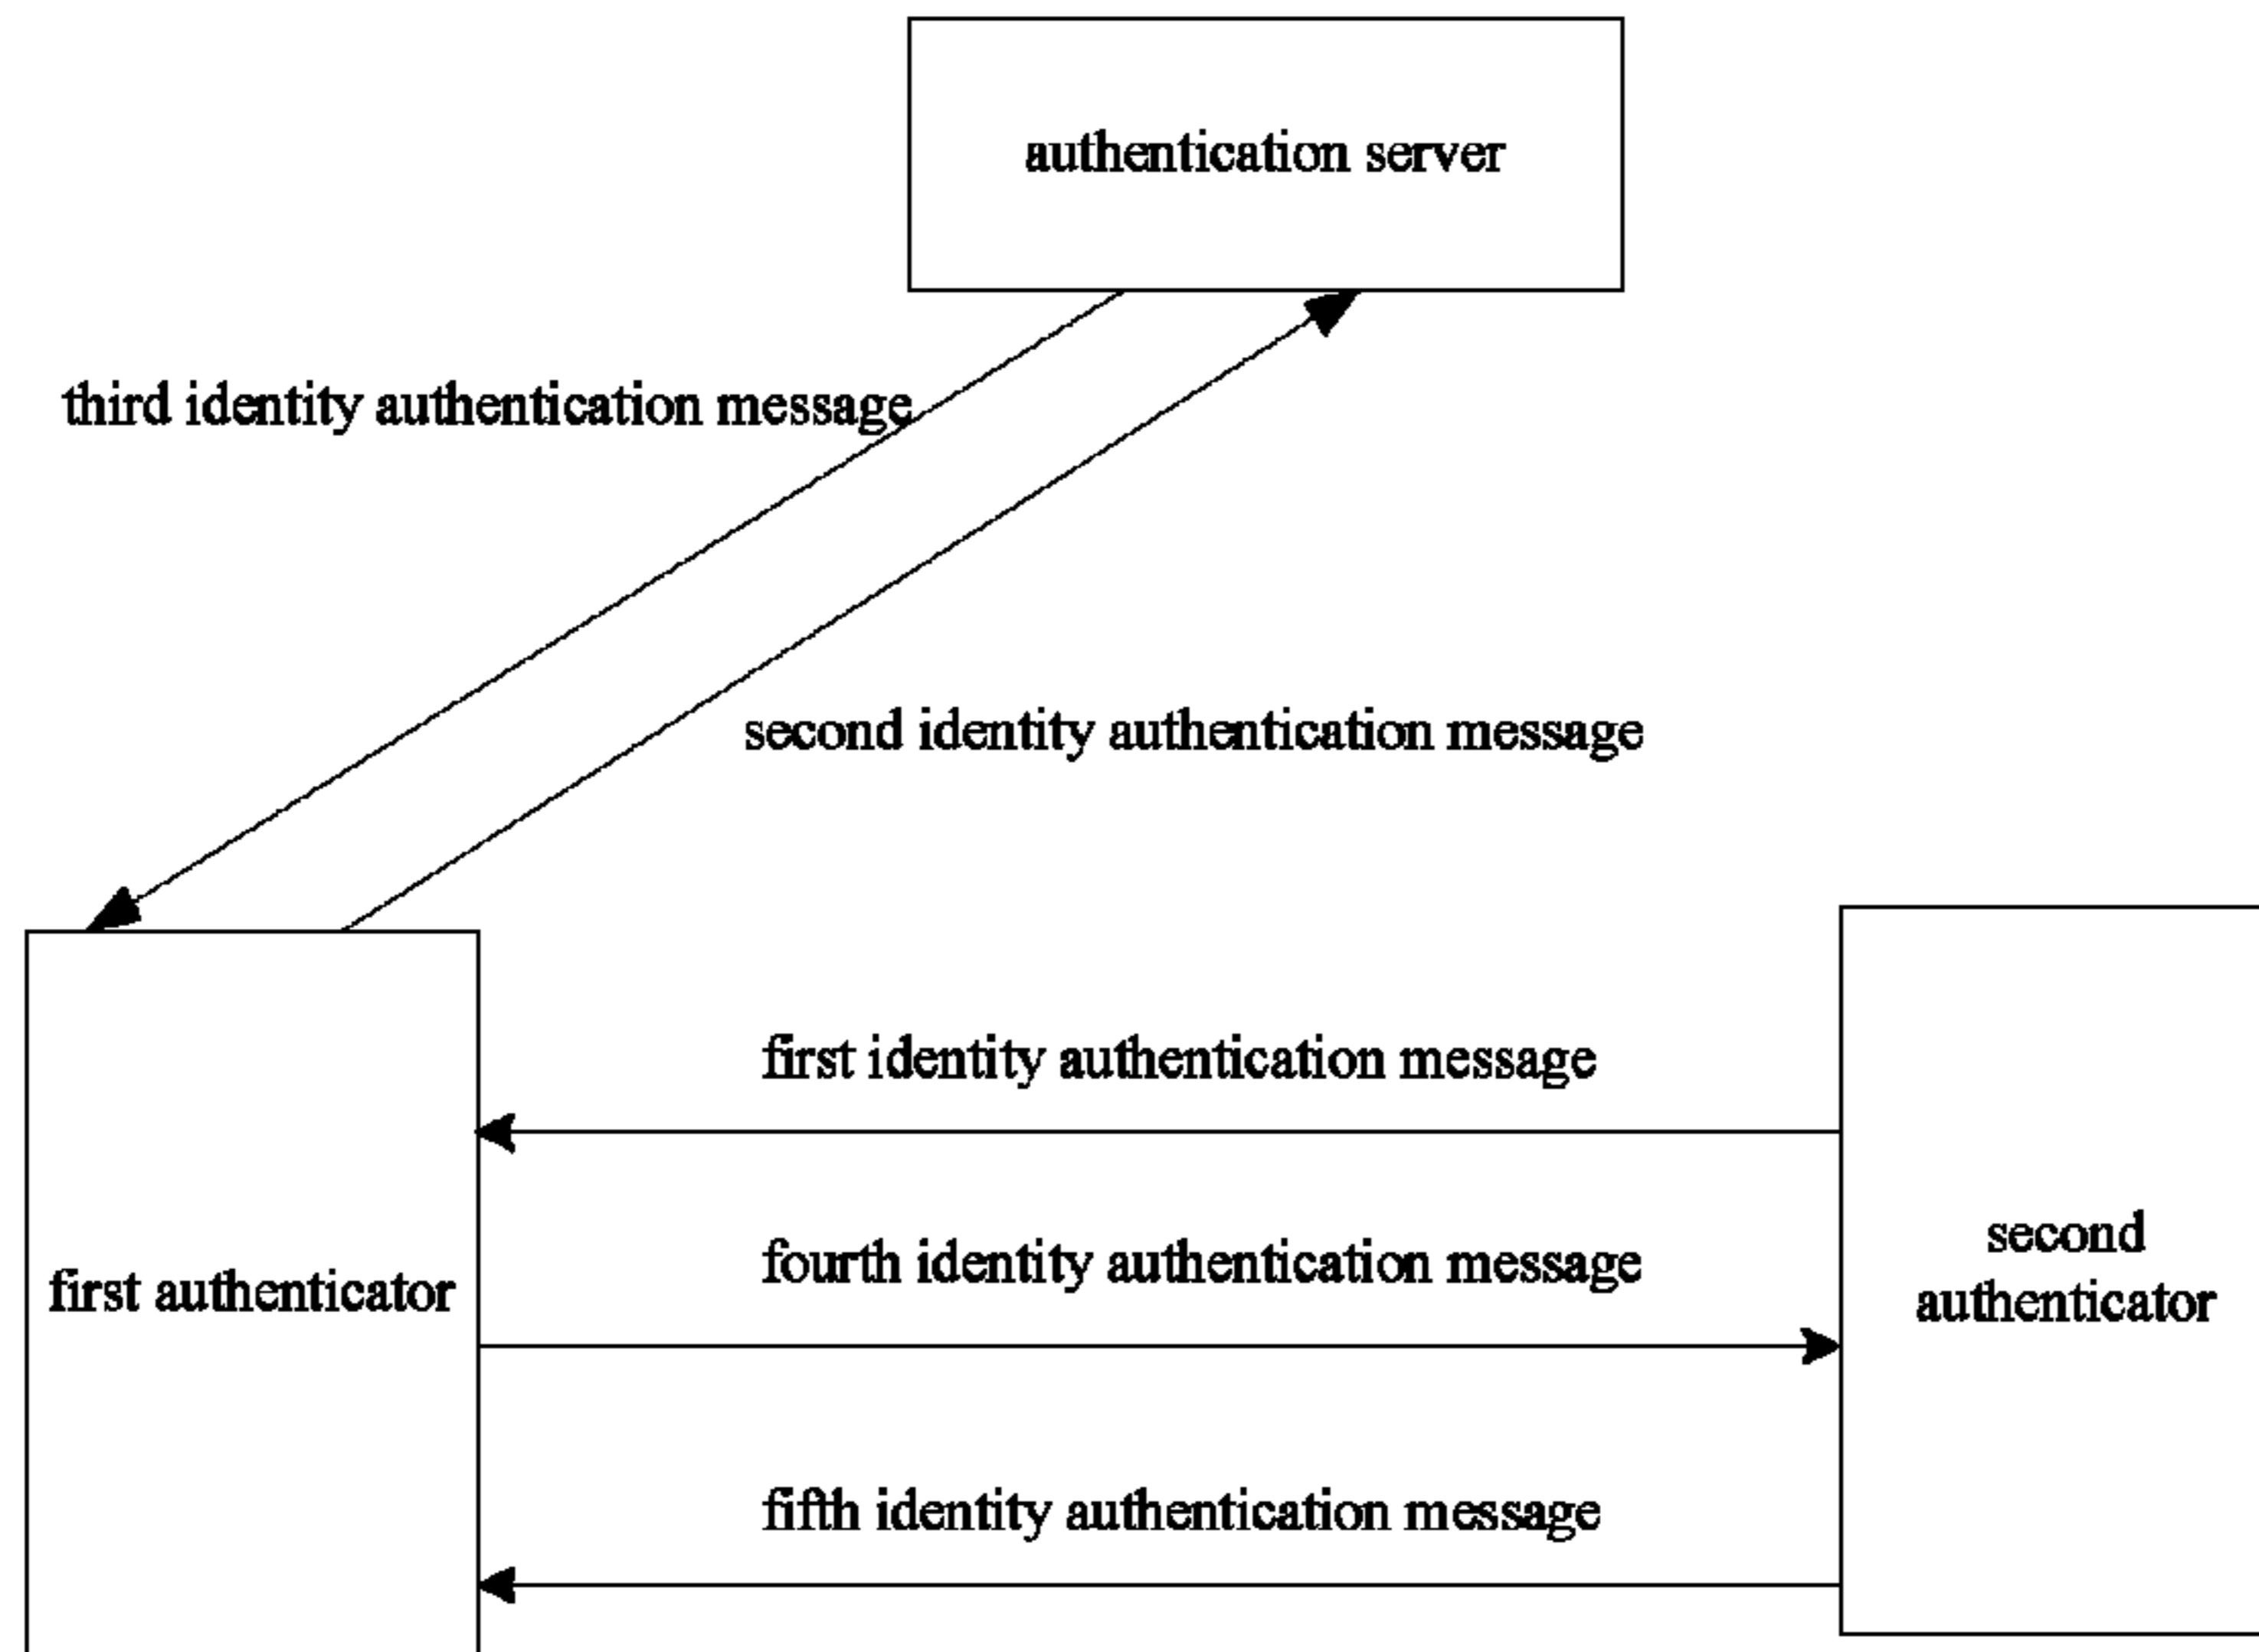 authentication server
third identity authentication message
second identity authentication message
first identity authentication message
fourth identity authentication message
fifth identity authentication message
first authenticator
second
authenticator